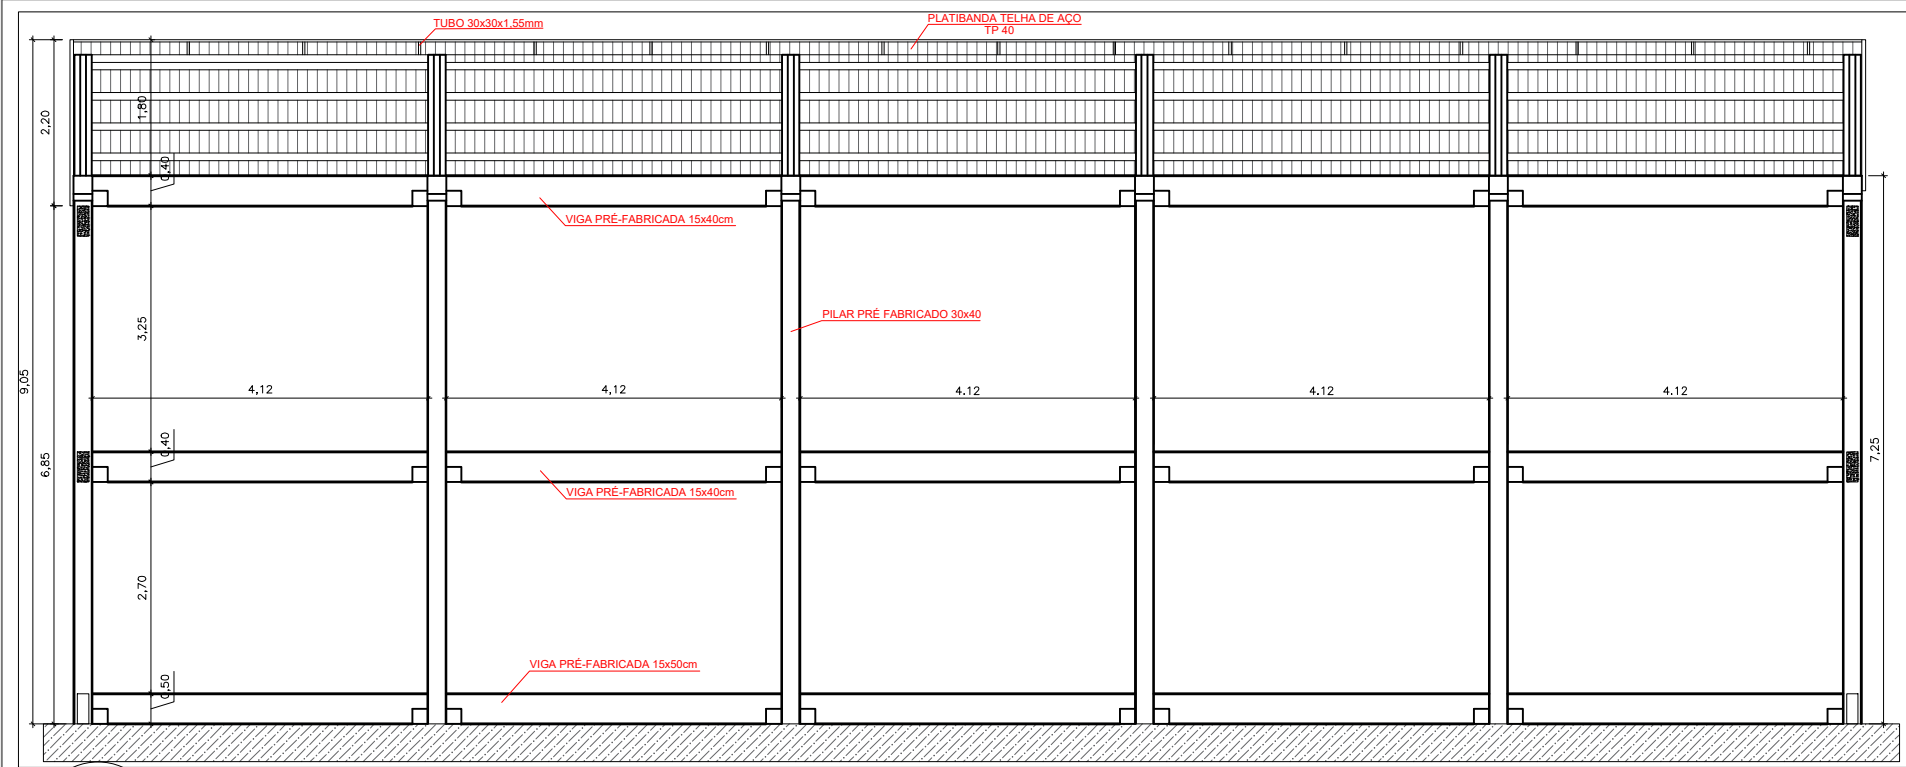 TUBO 30x30x1,55mm
PLATIBANDA TELHA DE AÇO
TP 40
2,20
1,80
0,40
VIGA PRÉ-FABRICADA 15x40cm
PILAR PRÉ FABRICADO 30x40
3,25
9,05
4,12
4,12
4.12
4.12
4.12
0,40
6,85
7,25
VIGA PRÉ-FABRICADA 15x40cm
2,70
VIGA PRÉ-FABRICADA 15x50cm
0,50